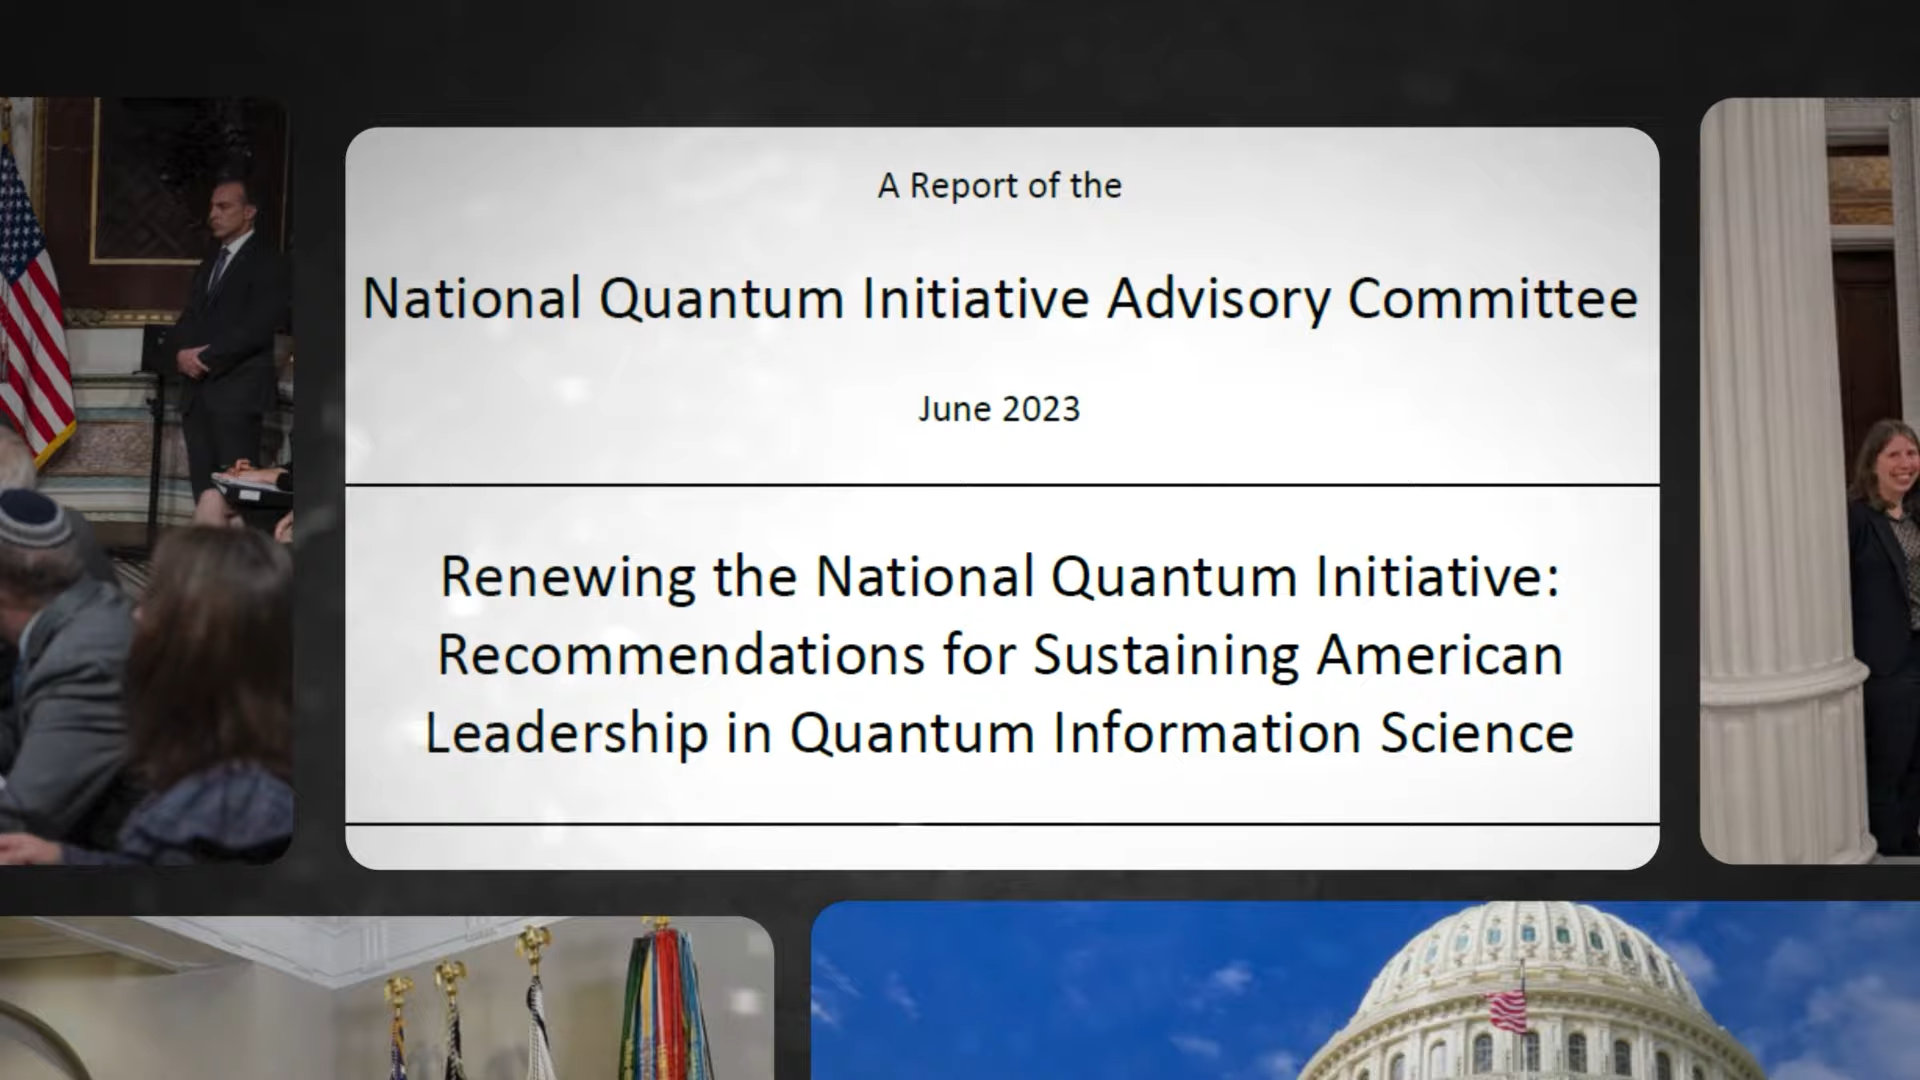 A Report of the
National Quantum Initiative Advisory Committee
June 2023
Renewing the National Quantum Initiative:
Recommendations for Sustaining American
Leadership in Quantum Information Science